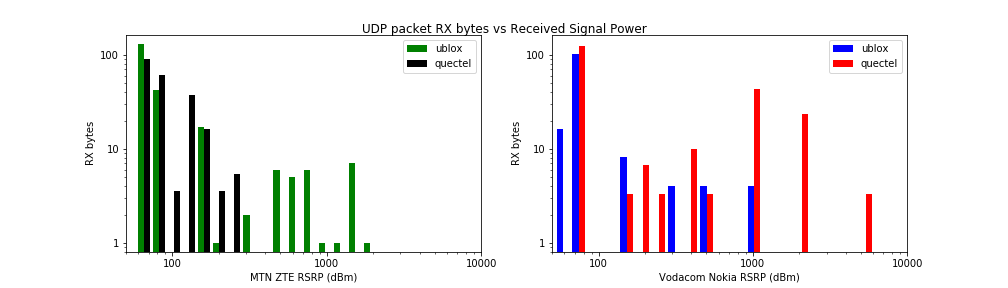 UDP packet RX bytes vs Received Signal Power
RX bytes
100
10
1
100
1000
10000
MTN ZTE RSRP (dBm)
ublox
quectel
RX bytes
100
10
1
100
1000
10000
Vodacom Nokia RSRP (dBm)
ublox
quectel